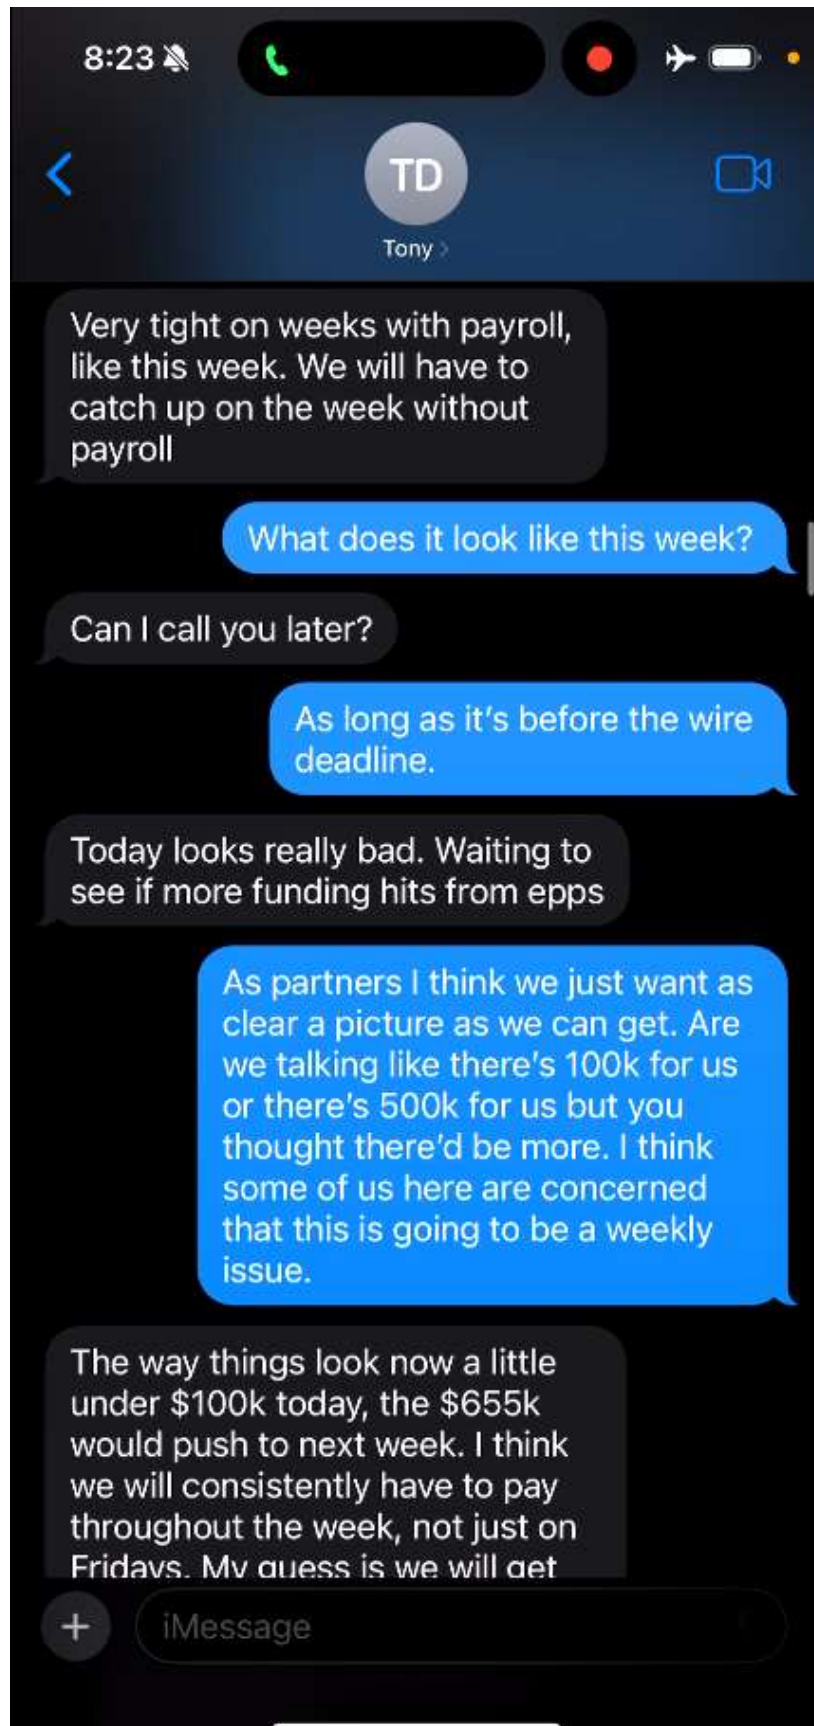 8:23
TD
Tony
Very tight on weeks with payroll,
like this week. We will have to
catch up on the week without
payroll
What does it look like this week?
Can I call you later?
As long as it's before the wire
deadline.
Today looks really bad. Waiting to
see if more funding hits from epps
As partners I think we just want as
clear a picture as we can get. Are
we talking like there's 100k for us
or there's 500k for us but you
thought there'd be more. I think
some of us here are concerned
that this is going to be a weekly
issue.
The way things look now a little
under $100k today, the $655k
would push to next week. I think
we will consistently have to pay
throughout the week, not just on
Fridays. My guess is we will get
iMessage